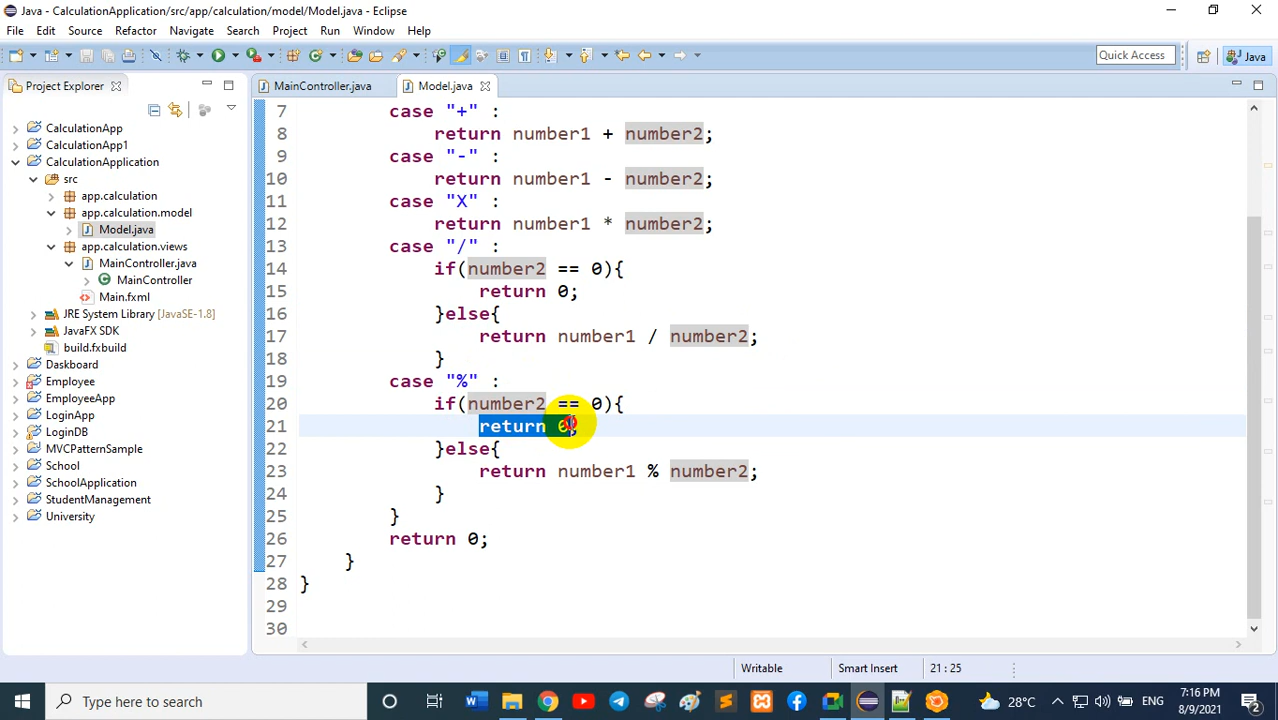 Java - CalculationApplication/src/app/calculation/model/Model.java - Eclipse
File Edit Source Refactor Navigate Search Project Run Window Help
Quick Access
Java
Project Explorer
MainController.java
Model.java
CalculationApp
CalculationApp1
CalculationApplication
src
app.calculation
app.calculation.model
Model.java
app.calculation.views
MainController.java
MainController
Main.fxml
JRE System Library [JavaSE-1.8]
JavaFX SDK
build.fxbuild
Daskboard
Employee
EmployeeApp
LoginApp
LoginDB
MVCPatternSample
School
SchoolApplication
StudentManagement
University
7 case "+" :
8 return number1 + number2;
9 case "-" :
10 return number1 - number2;
11 case "X" :
12 return number1 * number2;
13 case "/" :
14 if(number2 == 0){
15 return 0;
16 }else{
17 return number1 / number2;
18 }
19 case "%" :
20 if(number2 == 0){
21 return 0;
22 }else{
23 return number1 % number2;
24 }
25 }
26 return 0;
27 }
28 }
29
30
Writable Smart Insert 21 : 25
Type here to search
28°C
ENG
7:16 PM
8/9/2021
2